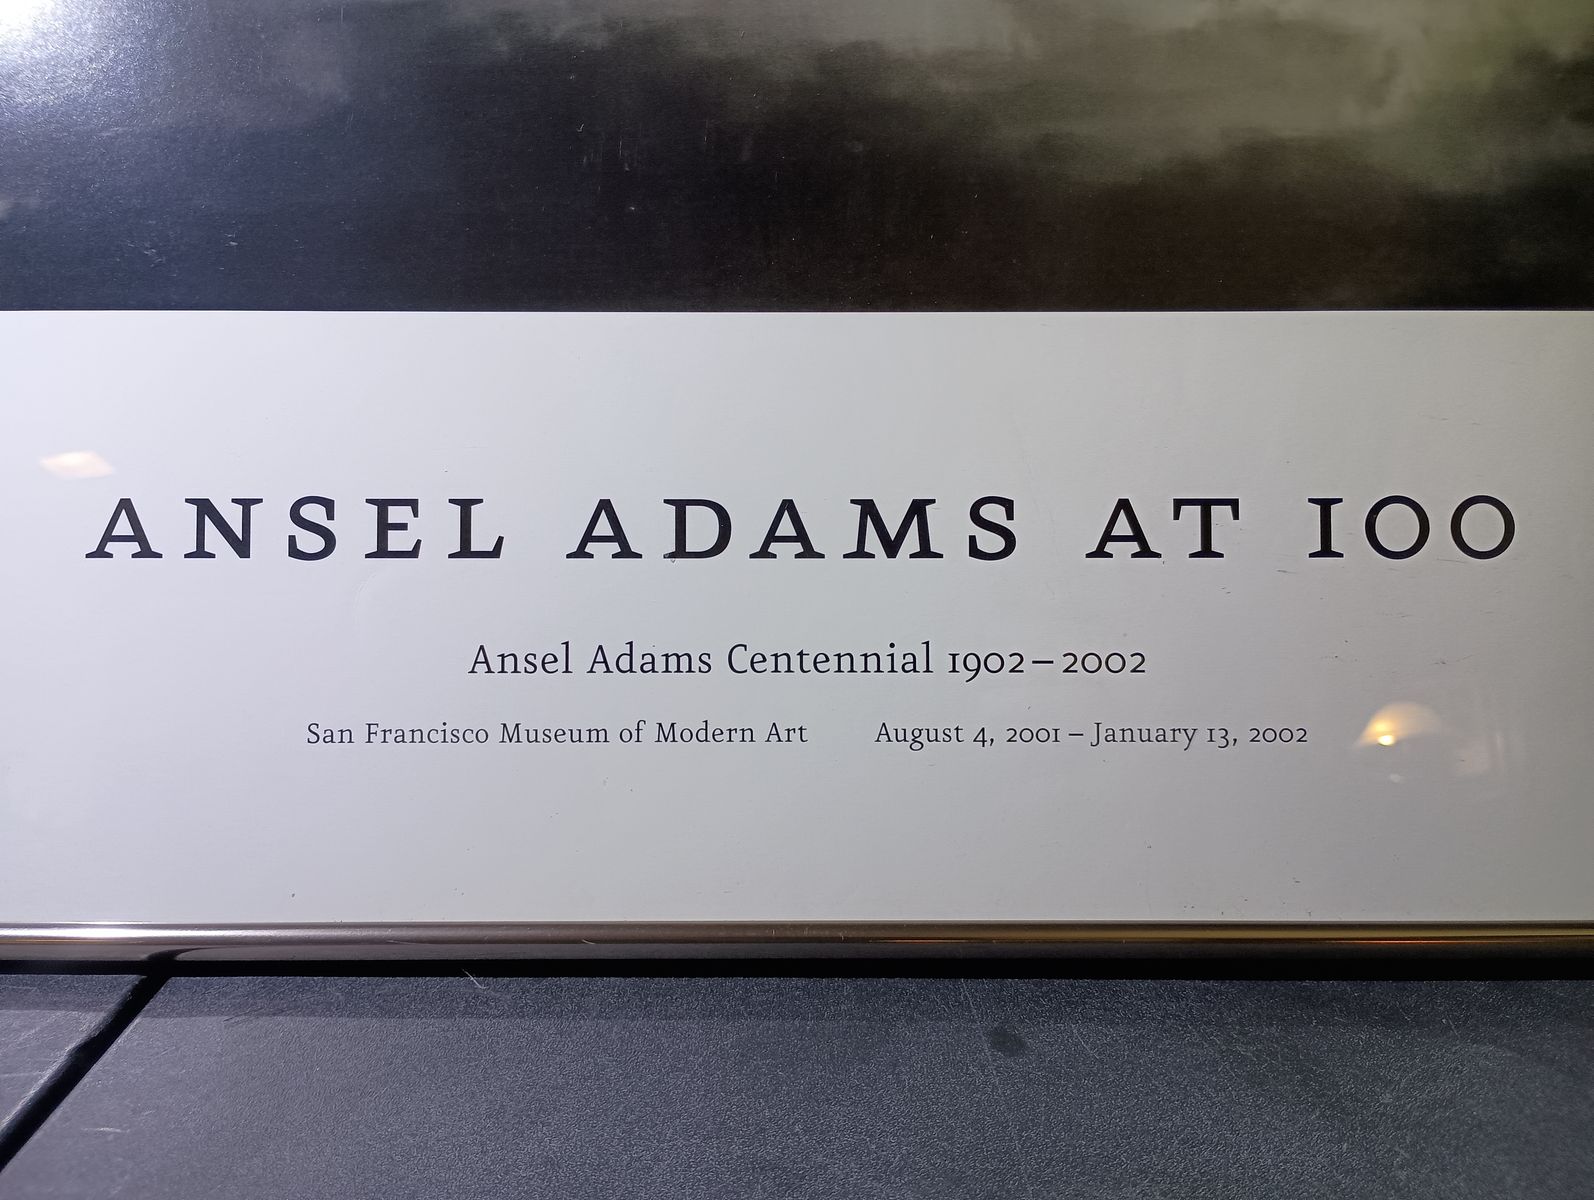 ANSEL ADAMS AT 100
Ansel Adams Centennial 1902–2002
San Francisco Museum of Modern Art August 4, 2001 – January 13, 2002